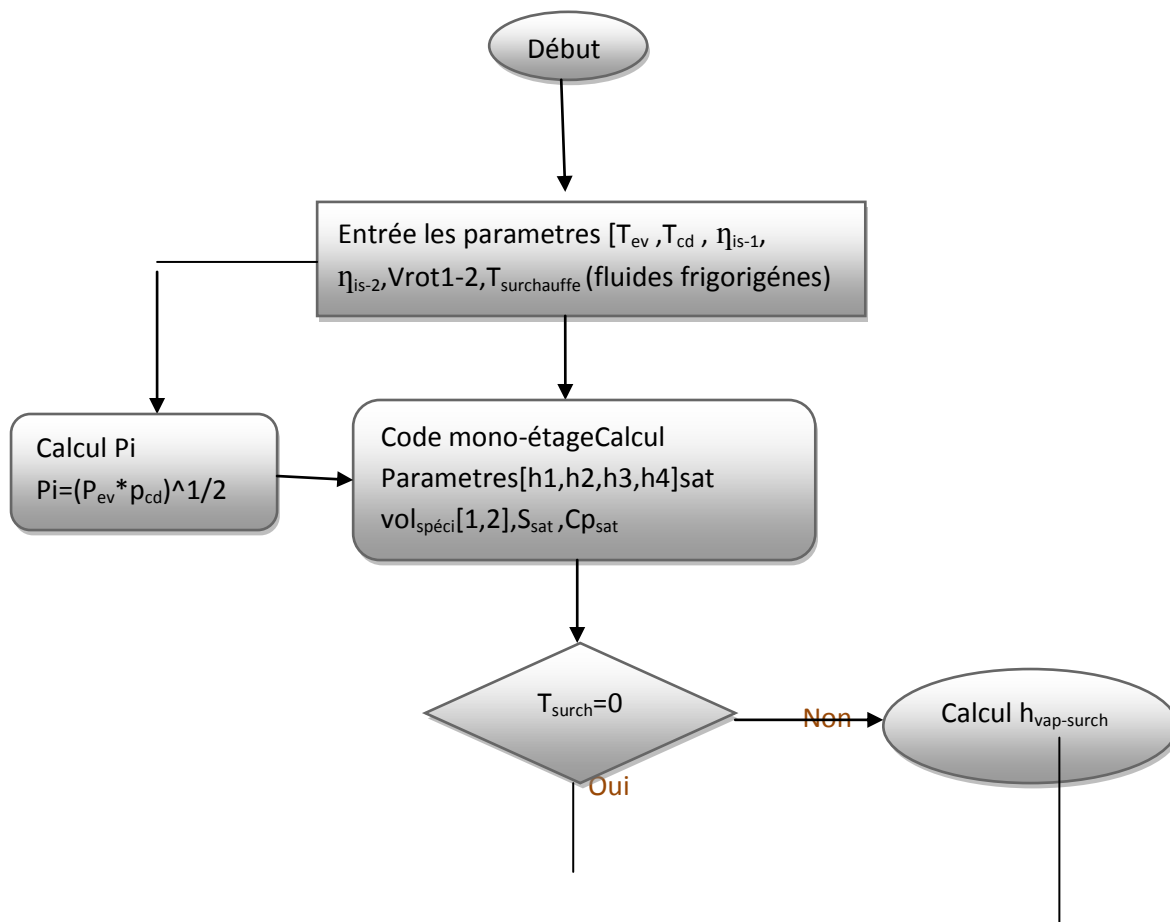 Début
Entrée les parametres [Tev ,Tcd , ηis-1,
ηis-2,Vrot1-2,Tsurchauffe (fluides frigorigénes)
Calcul Pi
Pi=(Pev*pcd)^1/2
Code mono-étageCalcul
Parametres[h1,h2,h3,h4]sat
volspéci[1,2],Ssat ,Cpsat
Tsurch=0
Non
Calcul hvap-surch
Oui